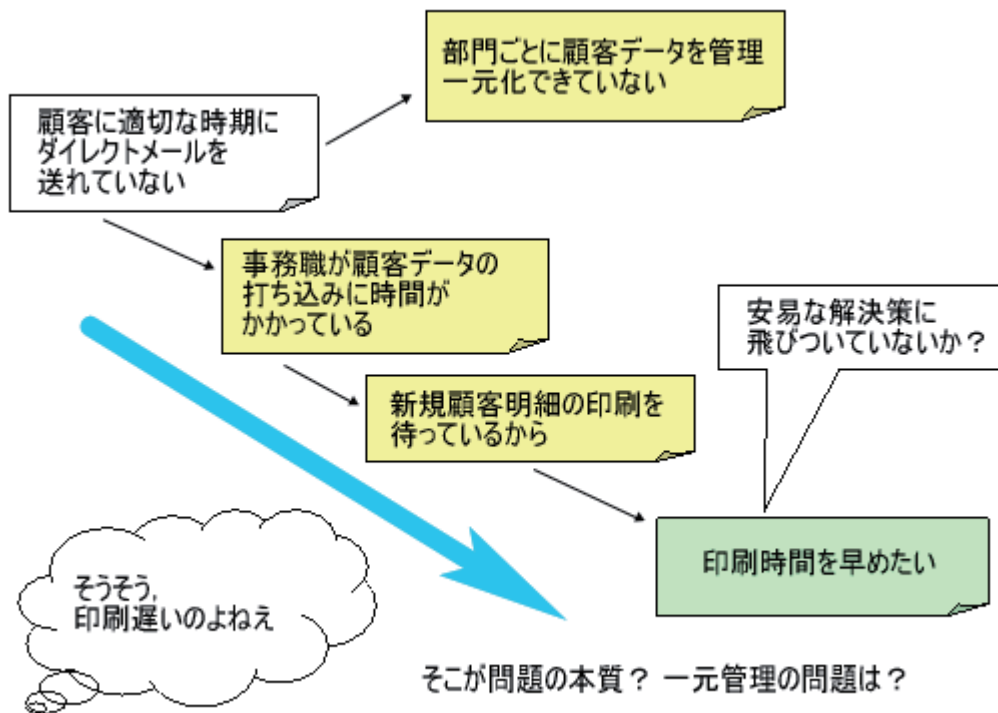 部門ごとに顧客データを管理
一元化できていない
顧客に適切な時期に
ダイレクトメールを
送れていない
事務職が顧客データの
打ち込みに時間が
かかっている
安易な解決策に
飛びついていないか？
新規顧客明細の印刷を
待っているから
印刷時間を早めたい
そうそう,
印刷遅いのよねえ
そこが問題の本質？ 一元管理の問題は？